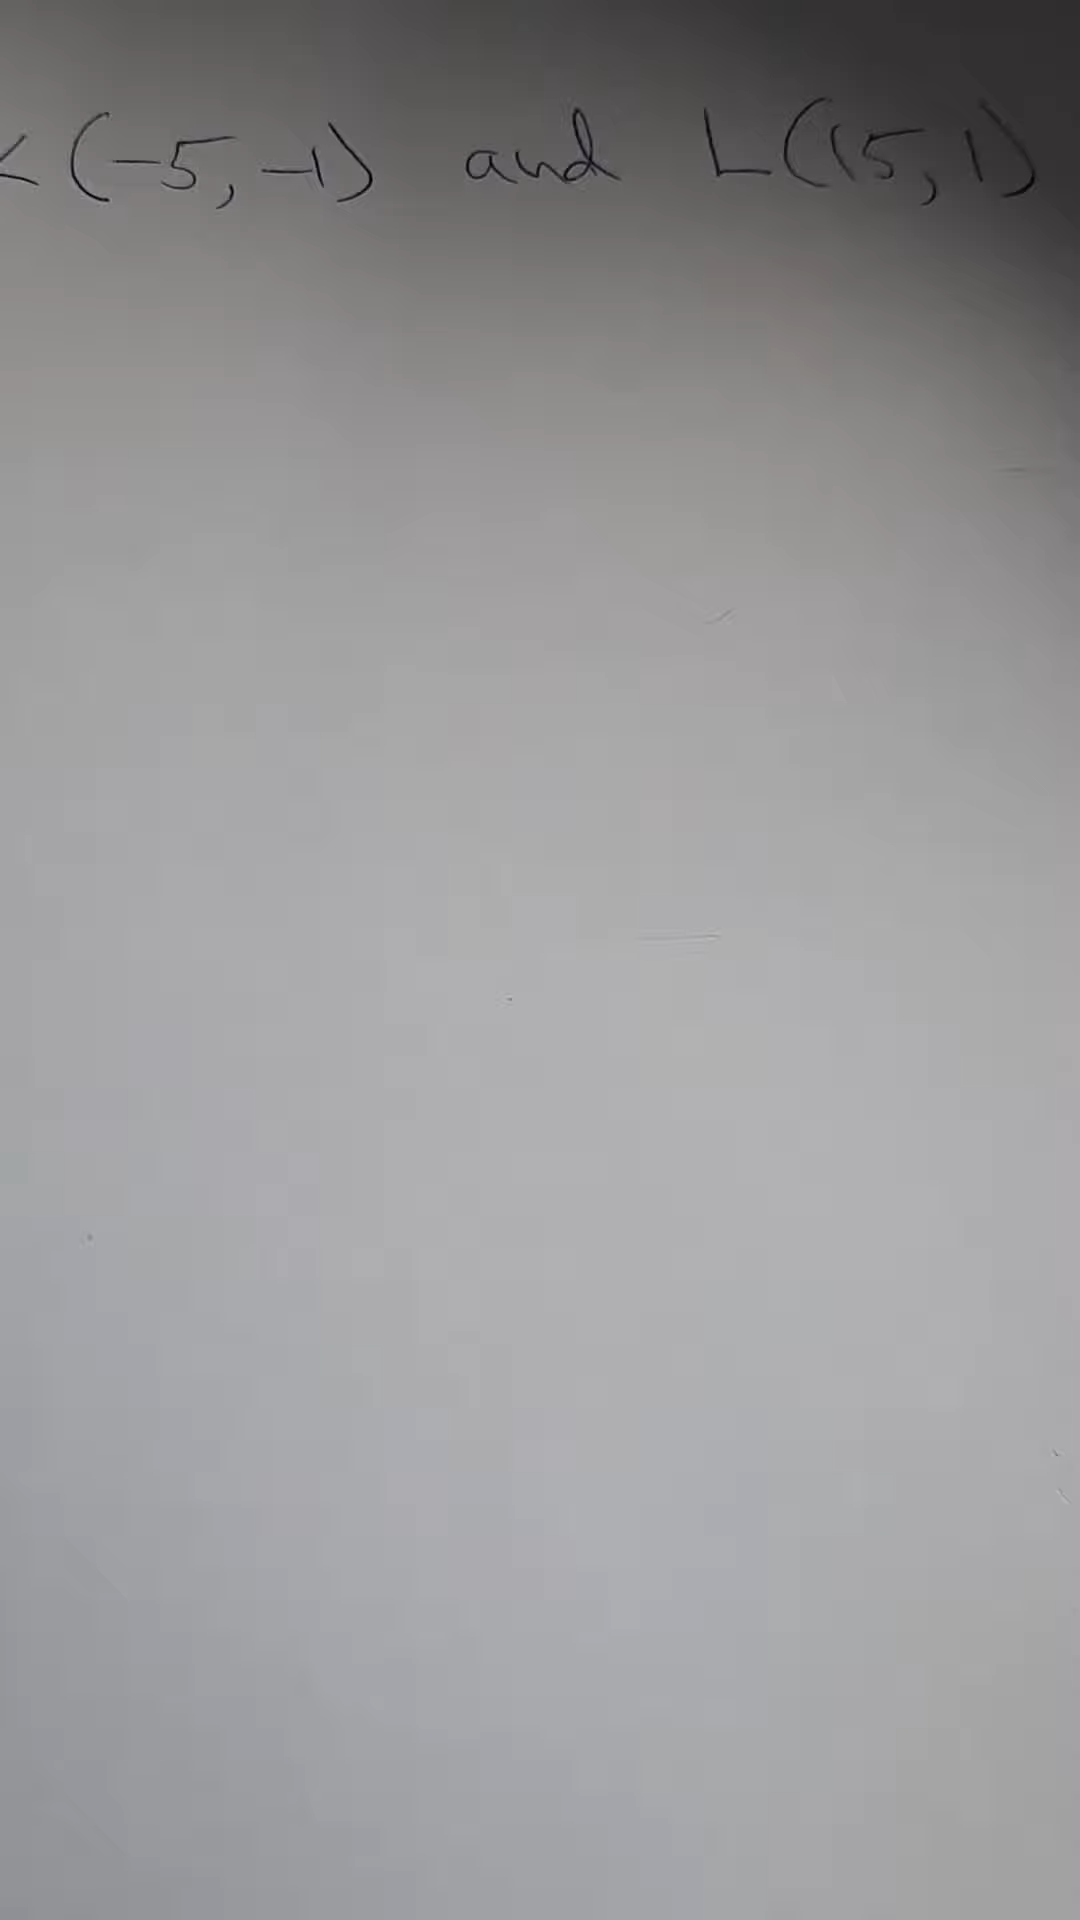 (-5, -1) and L(15, 1)